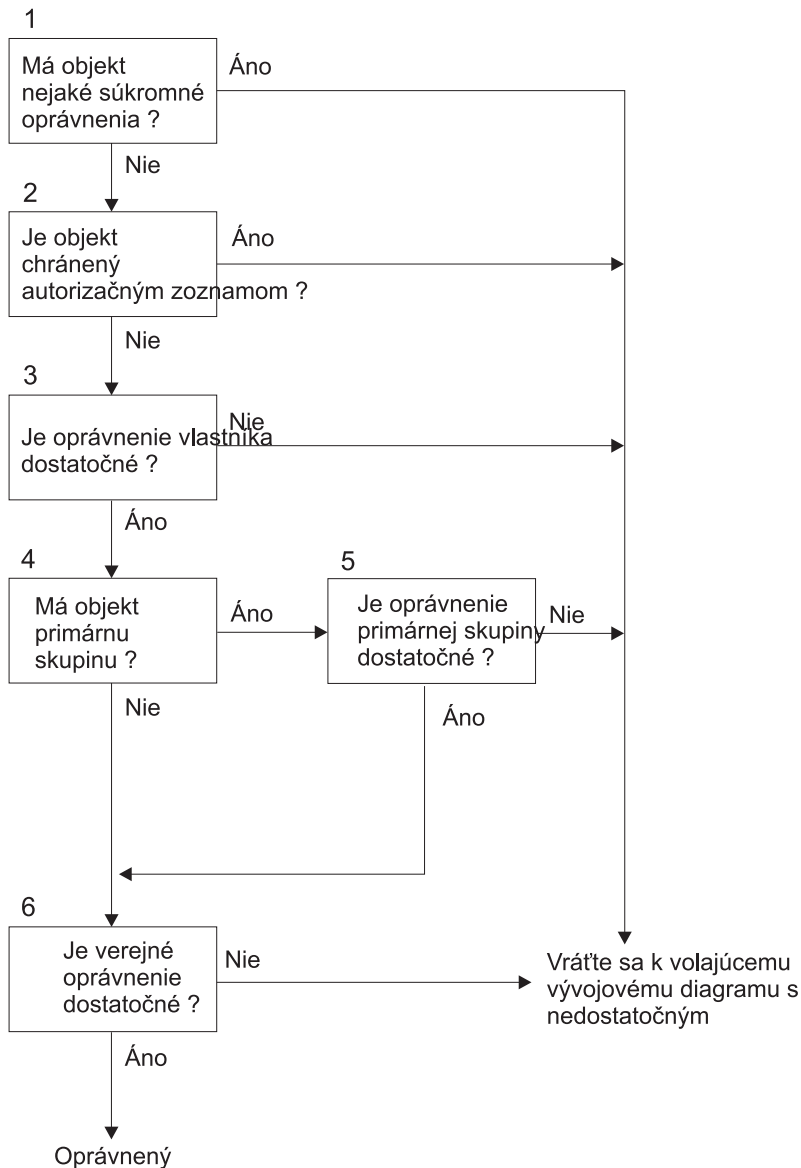 1
Má objekt
nejaké súkromné
oprávnenia ?
Áno
Nie
2
Je objekt
chránený
autorizačným zoznamom ?
Áno
Nie
3
Je oprávnenie vlastníka
dostatočné ?
Nie
Áno
4
Má objekt
primárnu
skupinu ?
Áno
Nie
5
Je oprávnenie
primárnej skupiny
dostatočné ?
Nie
Áno
6
Je verejné
oprávnenie
dostatočné ?
Nie
Áno
Vráťte sa k volajúcemu
vývojovému diagramu s
nedostatočným
Oprávnený